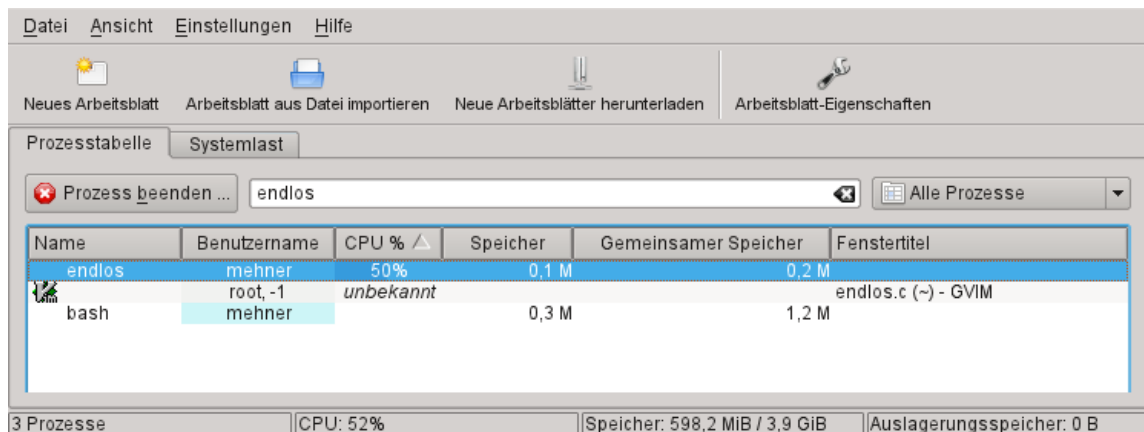 Datei Ansicht Einstellungen Hilfe
Neues Arbeitsblatt Arbeitsblatt aus Datei importieren Neue Arbeitsblätter herunterladen Arbeitsblatt-Eigenschaften
Prozesstabelle Systemlast
Prozess beenden ... endlos Alle Prozesse
Name Benutzername CPU % Speicher Gemeinsamer Speicher Fenstertitel
endlos mehner 50% 0,1 M 0,2 M
root, -1 unbekannt endlos.c (~) - GVIM
bash mehner 0,3 M 1,2 M
3 Prozesse CPU: 52% Speicher: 598,2 MiB / 3,9 GiB Auslagerungsspeicher: 0 B